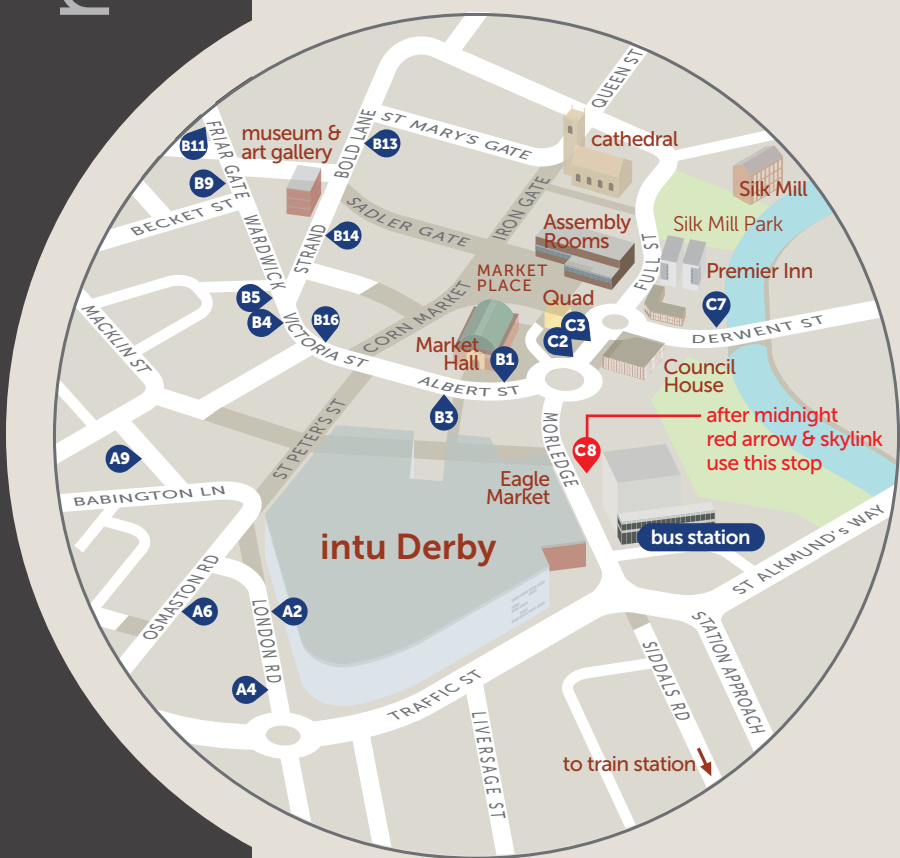 QUEEN ST
museum &
art gallery
BOLD LANE
ST MARY'S GATE
cathedral
B11
FRIAR GATE
B13
B9
Silk Mill
BECKET ST
WARDWICK
STRAND
B14
SADLER GATE
IRON GATE
Assembly
Rooms
Silk Mill Park
FULL ST
Premier Inn
MARKET
PLACE
Quad
B5
B4
B16
VICTORIA ST
CORN MARKET
C3
C2
C7
DERWENT ST
MACKLIN ST
Market
Hall
B1
ALBERT ST
B3
Council
House
MORLEDGE
C8
after midnight
red arrow & skylink
use this stop
ST PETER'S ST
A9
BABINGTON LN
Eagle
Market
intu Derby
bus station
ST ALKMUND's WAY
OSMASTON RD
A6
LONDON RD
A2
A4
TRAFFIC ST
LIVERSAGE ST
SIDDALS RD
STATION APPROACH
to train station